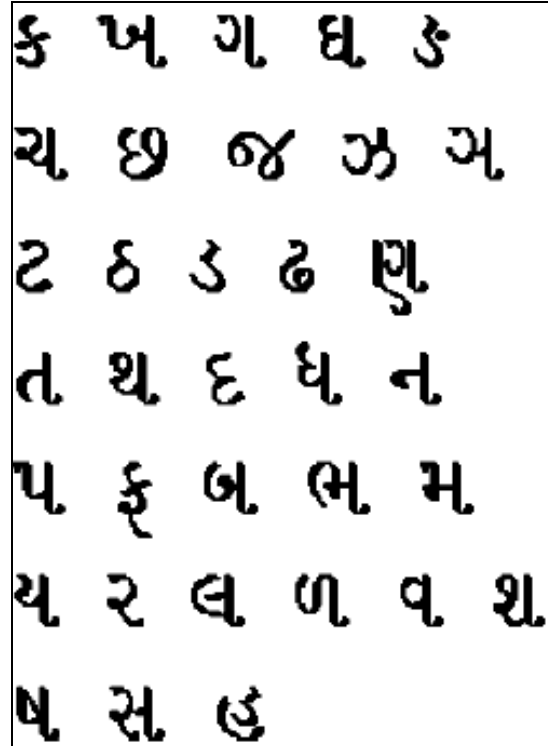 ક ખ ગ ઘ ઙ
ચ છ જ ઝ ઞ
ટ ઠ ડ ઢ ણ
ત થ દ ધ ન
પ ફ બ ભ મ
ય ર લ ળ વ શ
ષ સ હ